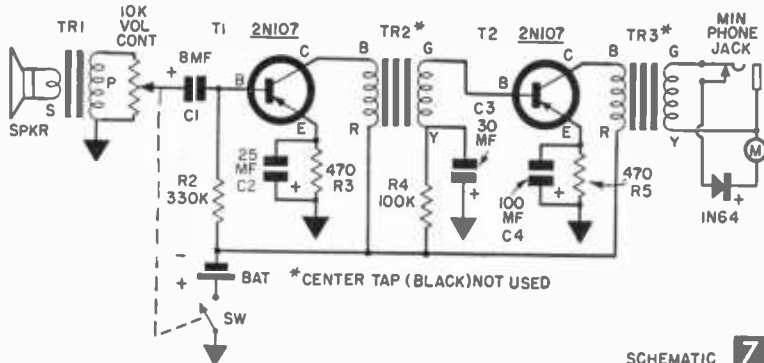 TR1
10K
VOL
CONT
T1
2N107
TR2*
T2
2N107
TR3*
MIN
PHONE
JACK
8MF
+
C1
B
C
E
B
R
G
Y
B
C
E
B
R
G
Y
P
S
SPKR
R2
330K
25
MF
C2
+
470
R3
R4
100K
C3
30
MF
+
100
MF
C4
+
470
R5
M
+
1N64
-
+
BAT
SW
*CENTER TAP (BLACK) NOT USED
SCHEMATIC 7